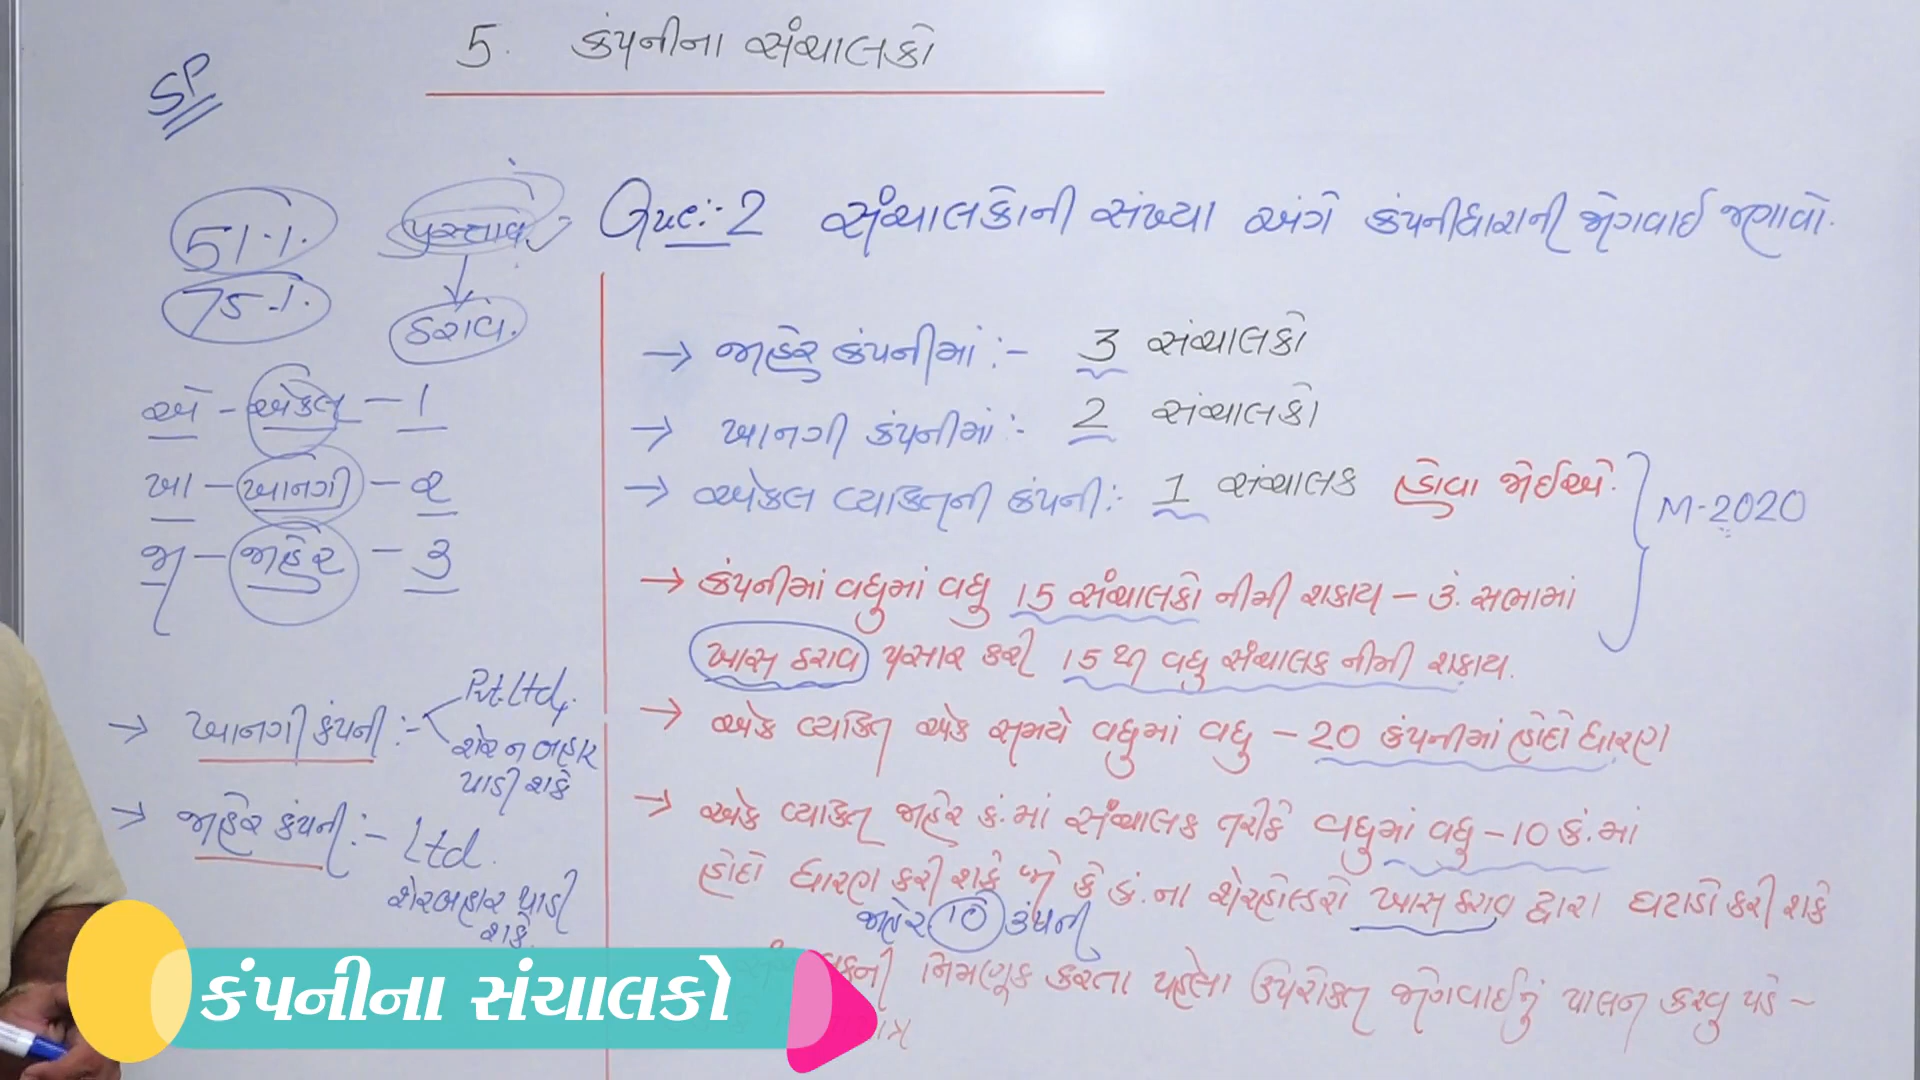 5. કંપનીના સંચાલકો
SP
51%
75%
પ્રસ્તાવ
ઠરાવ.
એ - એકલ - 1
ખા - ખાનગી - ૨
જા - જાહેર - ૩
→ ખાનગી કંપની :- Pvt. Ltd.
શેર ન બહાર
પાડી શકે
→ જાહેર કંપની :- Ltd.
શેર બહાર પાડી
શકે.
Que:-2 સંચાલકોની સંખ્યા અંગે કંપનીધારાની જોગવાઈ જણાવો.
→ જાહેર કંપનીમાં :- 3 સંચાલકો
→ ખાનગી કંપનીમાં :- 2 સંચાલકો
→ એકલ વ્યક્તિની કંપની :- 1 સંચાલક હોવા જોઈએ.
M-2020
→ કંપનીમાં વધુમાં વધુ 15 સંચાલકો નીમી શકાય - કં. સભામાં
ખાસ ઠરાવ પસાર કરી 15 થી વધુ સંચાલક નીમી શકાય.
→ એક વ્યક્તિ એક સમયે વધુમાં વધુ - 20 કંપનીમાં હોદો ધારણ
→ એક વ્યક્તિ જાહેર કં. માં સંચાલક તરીકે વધુમાં વધુ - 10 કં. માં
હોદો ધારણ કરી શકે જો કે કં. ના શેરહોલ્ડરો ખાસ ઠરાવ દ્વારા ઘટાડો કરી શકે
જાહેર 10 કંપની
નિમણૂક કરતા પહેલા ઉપરોક્ત જોગવાઈનું પાલન કરવુ પડે -
કંપનીના સંચાલકો